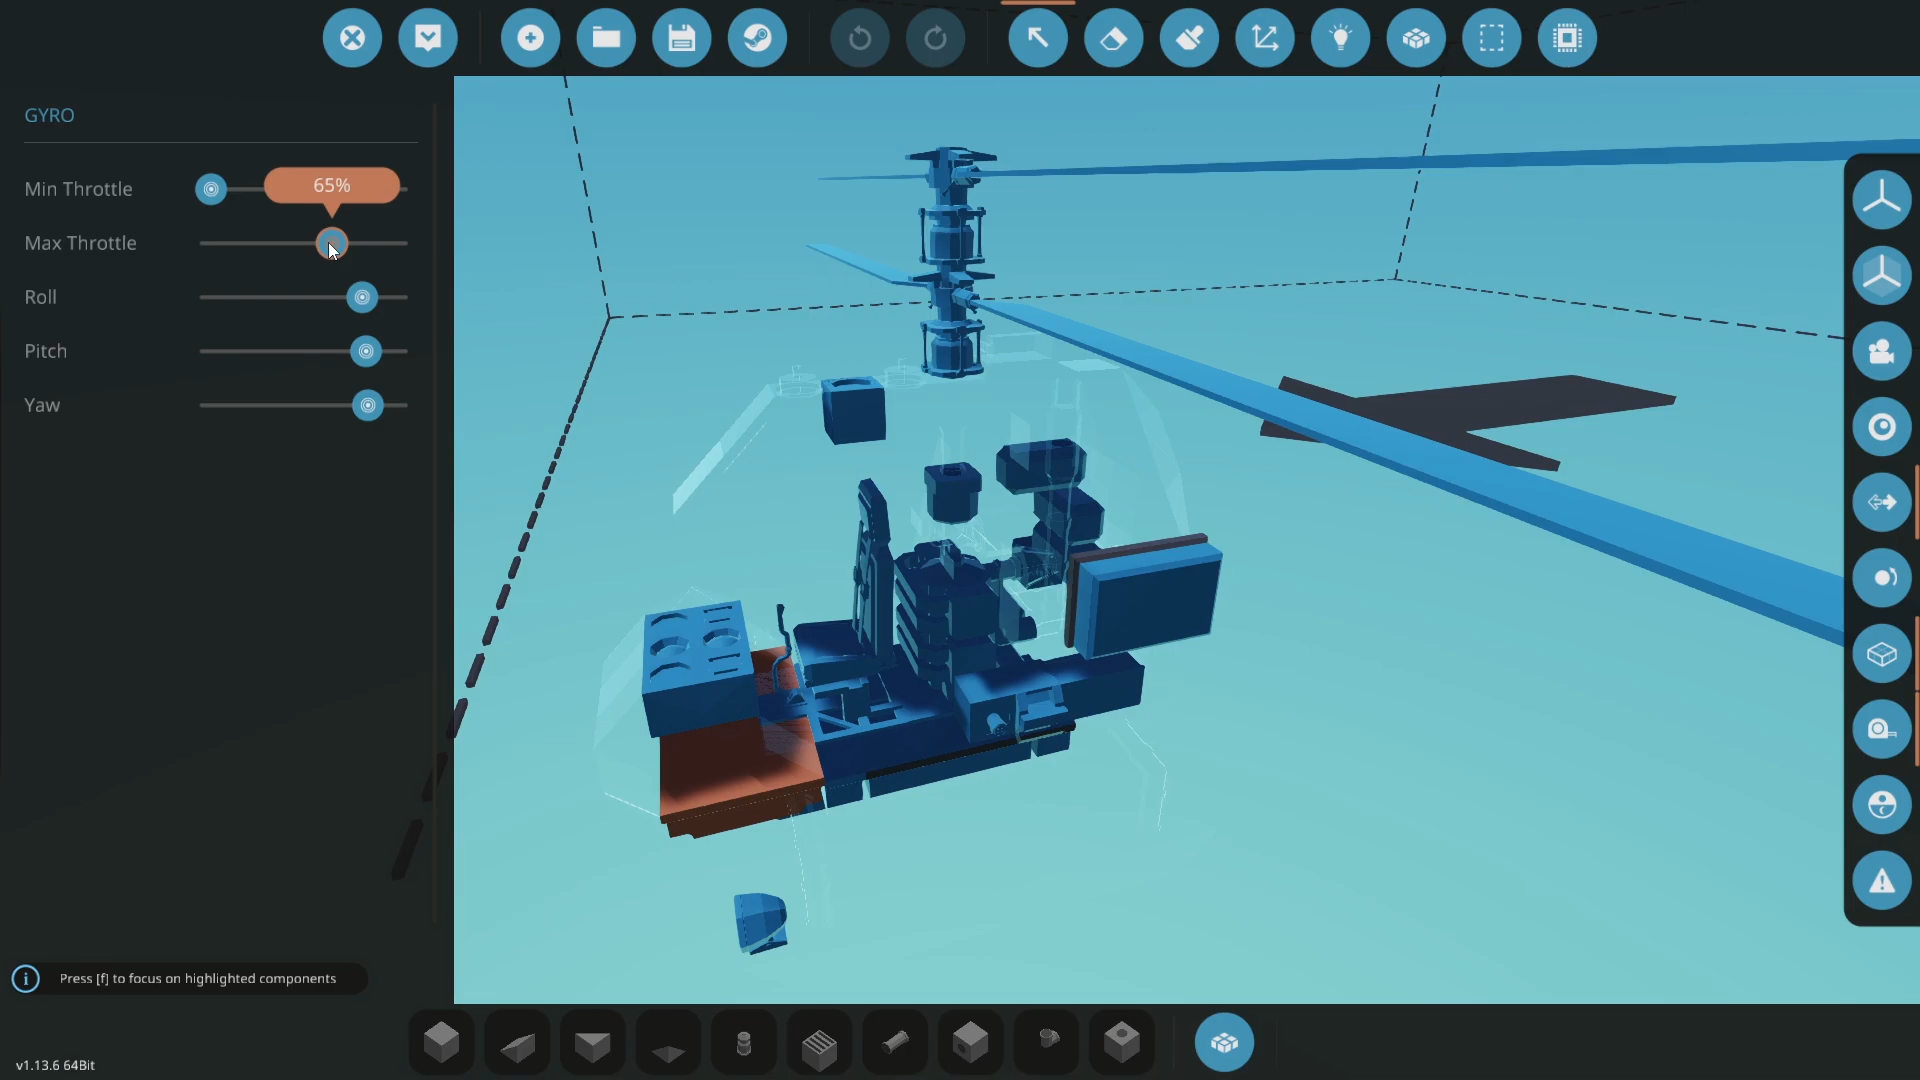 GYRO
Min Throttle
65%
Max Throttle
Roll
Pitch
Yaw
Press [f] to focus on highlighted components
v1.13.6 64Bit